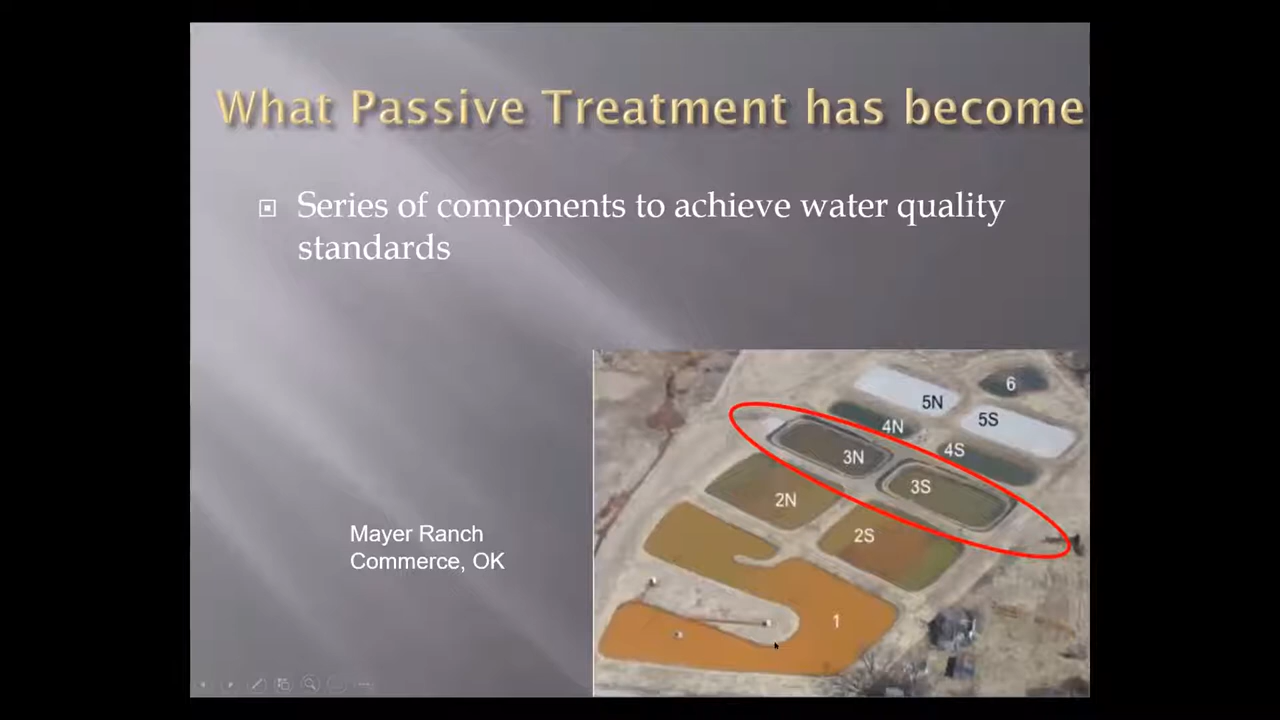 What Passive Treatment has become
Series of components to achieve water quality
standards
Mayer Ranch
Commerce, OK
6
5N
5S
4N
4S
3N
3S
2N
2S
1